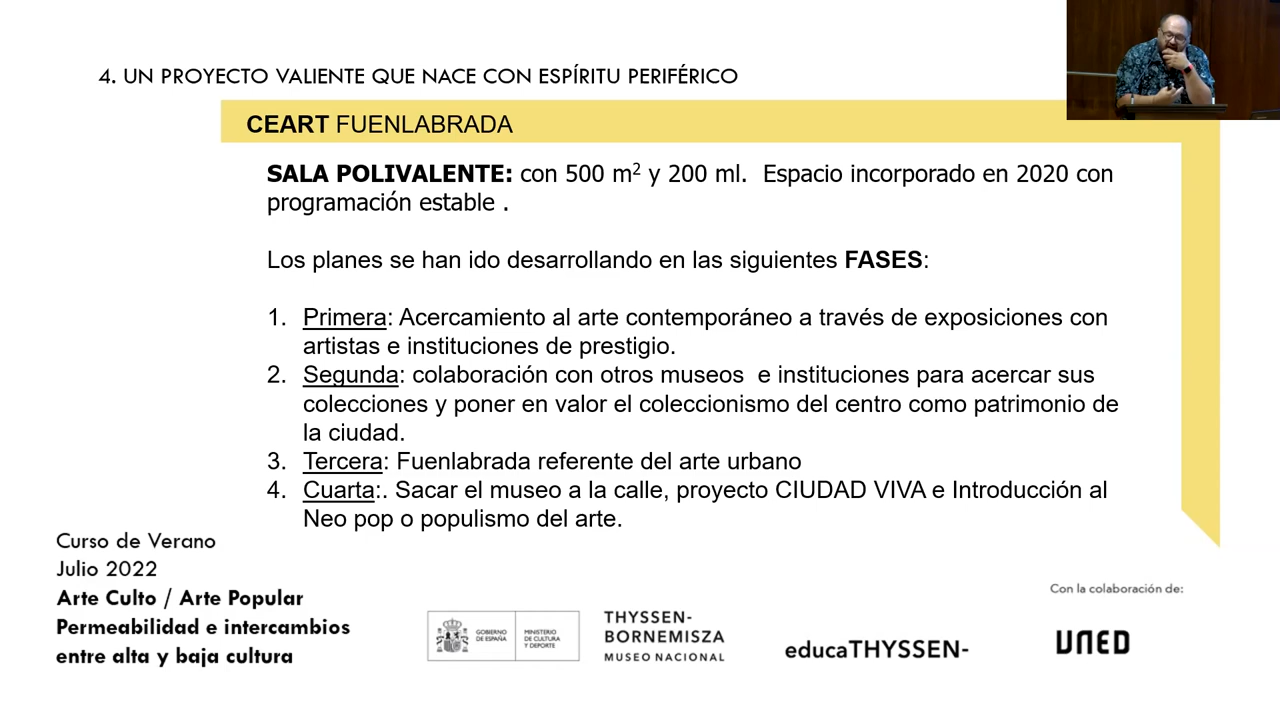 4. UN PROYECTO VALIENTE QUE NACE CON ESPÍRITU PERIFÉRICO
CEART FUENLABRADA
SALA POLIVALENTE: con 500 m² y 200 ml. Espacio incorporado en 2020 con
programación estable .
Los planes se han ido desarrollando en las siguientes FASES:
1. Primera: Acercamiento al arte contemporáneo a través de exposiciones con
artistas e instituciones de prestigio.
2. Segunda: colaboración con otros museos e instituciones para acercar sus
colecciones y poner en valor el coleccionismo del centro como patrimonio de
la ciudad.
3. Tercera: Fuenlabrada referente del arte urbano
4. Cuarta:. Sacar el museo a la calle, proyecto CIUDAD VIVA e Introducción al
Neo pop o populismo del arte.
Curso de Verano
Julio 2022
Arte Culto / Arte Popular
Permeabilidad e intercambios
entre alta y baja cultura
GOBIERNO
DE ESPAÑA
MINISTERIO
DE CULTURA
Y DEPORTE
THYSSEN-
BORNEMISZA
MUSEO NACIONAL
educaTHYSSEN-
Con la colaboración de:
UNED